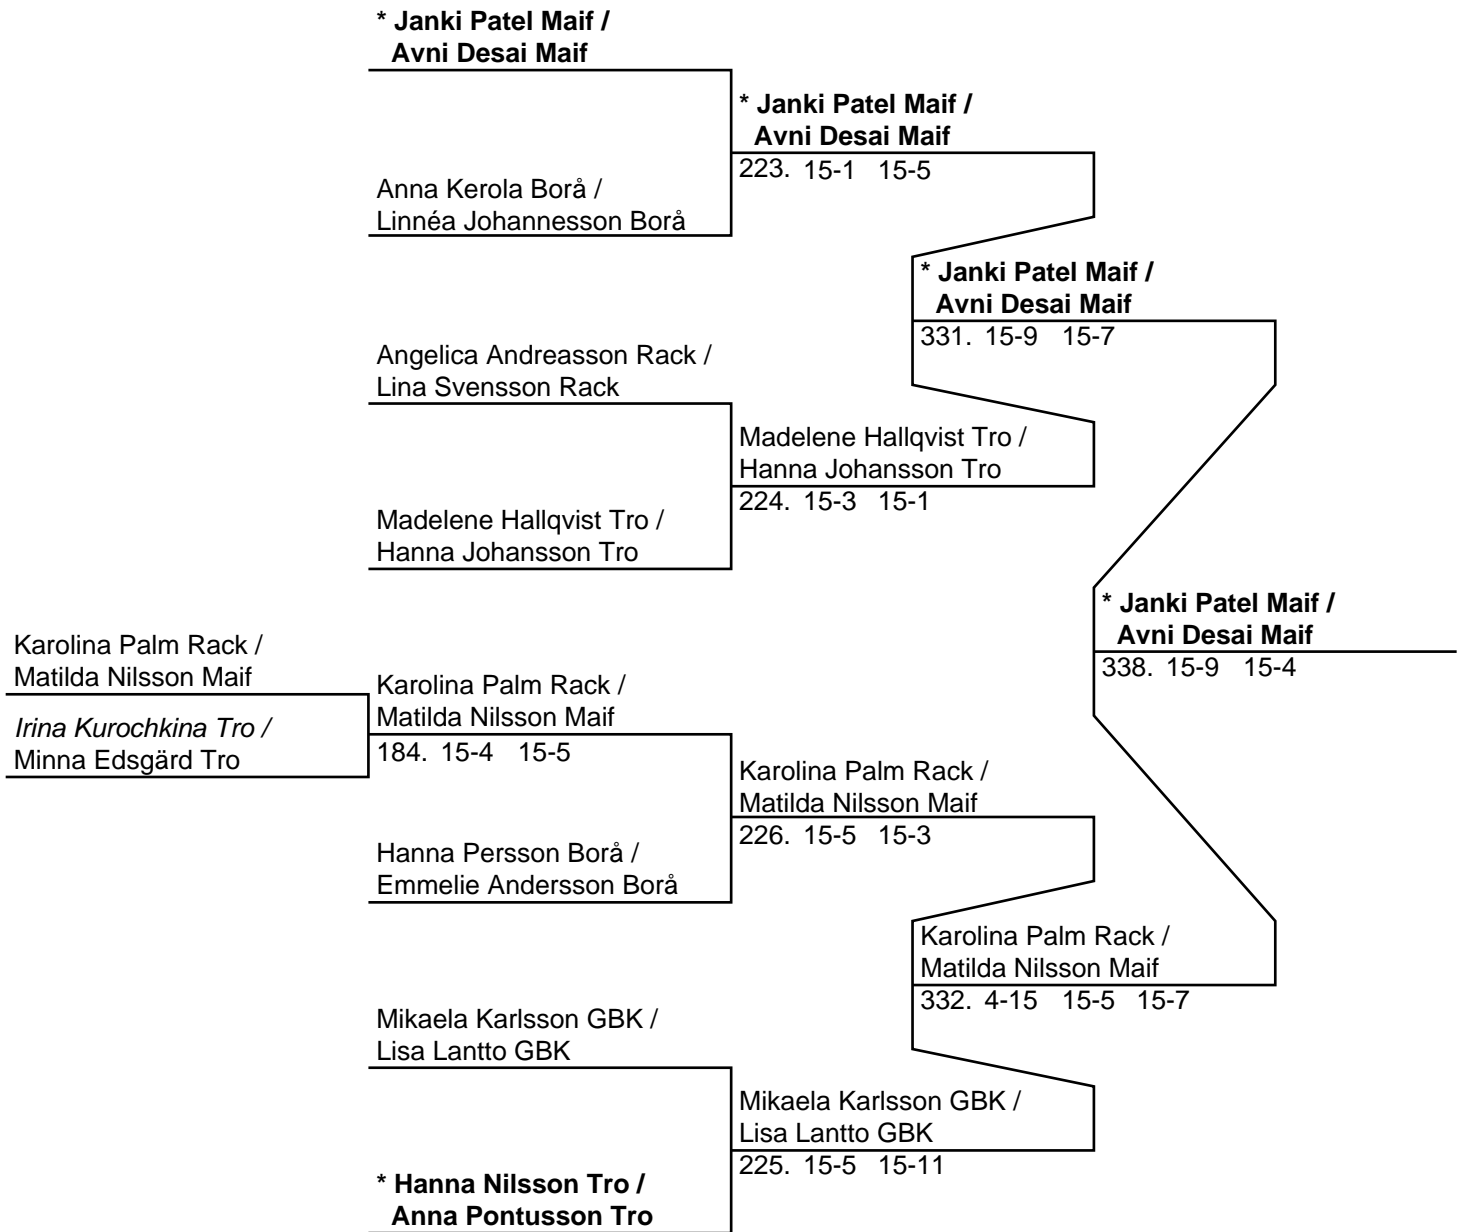 * Janki Patel Maif /
Avni Desai Maif
* Janki Patel Maif /
Avni Desai Maif
223. 15-1 15-5
Anna Kerola Borå /
Linnéa Johannesson Borå
* Janki Patel Maif /
Avni Desai Maif
331. 15-9 15-7
Angelica Andreasson Rack /
Lina Svensson Rack
Madelene Hallqvist Tro /
Hanna Johansson Tro
224. 15-3 15-1
Madelene Hallqvist Tro /
Hanna Johansson Tro
* Janki Patel Maif /
Avni Desai Maif
338. 15-9 15-4
Karolina Palm Rack /
Matilda Nilsson Maif
Irina Kurochkina Tro /
Minna Edsgärd Tro
Karolina Palm Rack /
Matilda Nilsson Maif
184. 15-4 15-5
Karolina Palm Rack /
Matilda Nilsson Maif
226. 15-5 15-3
Hanna Persson Borå /
Emmelie Andersson Borå
Karolina Palm Rack /
Matilda Nilsson Maif
332. 4-15 15-5 15-7
Mikaela Karlsson GBK /
Lisa Lantto GBK
Mikaela Karlsson GBK /
Lisa Lantto GBK
225. 15-5 15-11
* Hanna Nilsson Tro /
Anna Pontusson Tro